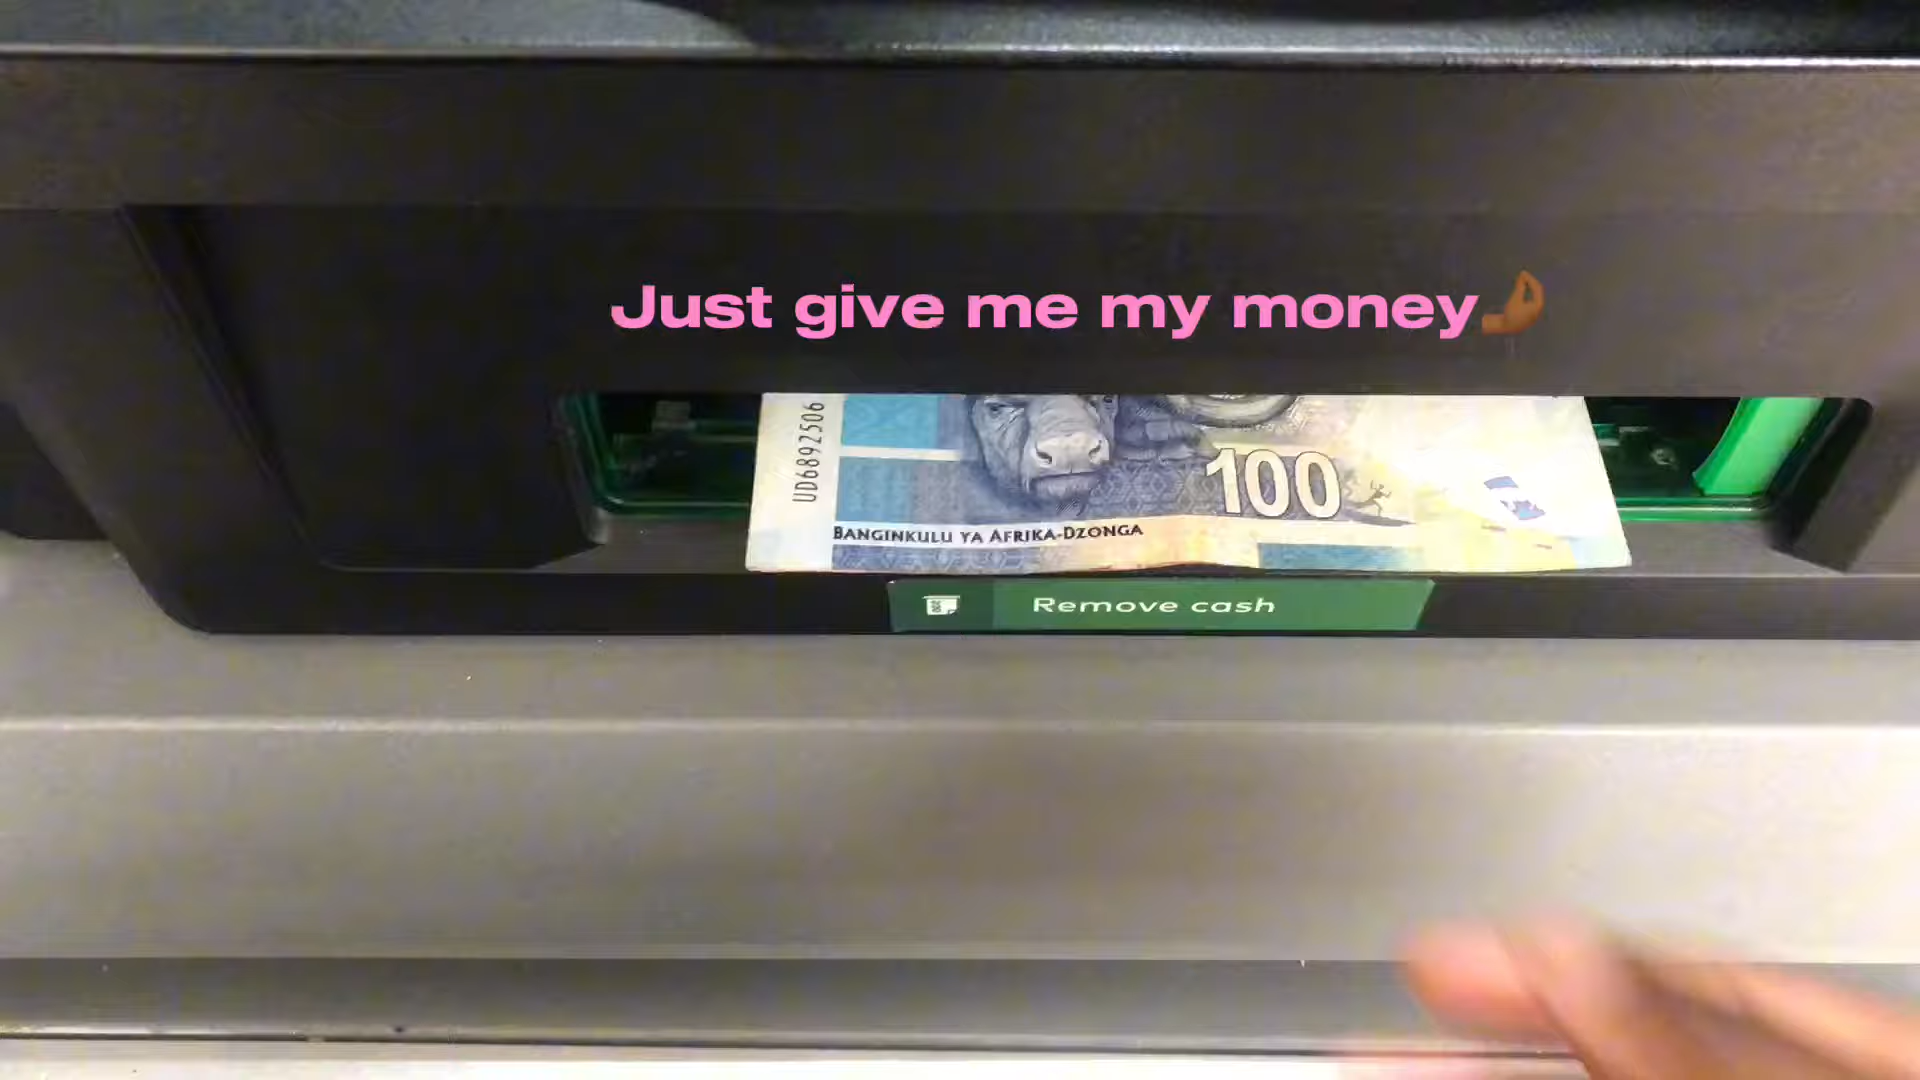 Just give me my money🤌🏾
UD6892506
100
BANGINKULU YA AFRIKA-DZONGA
Remove cash